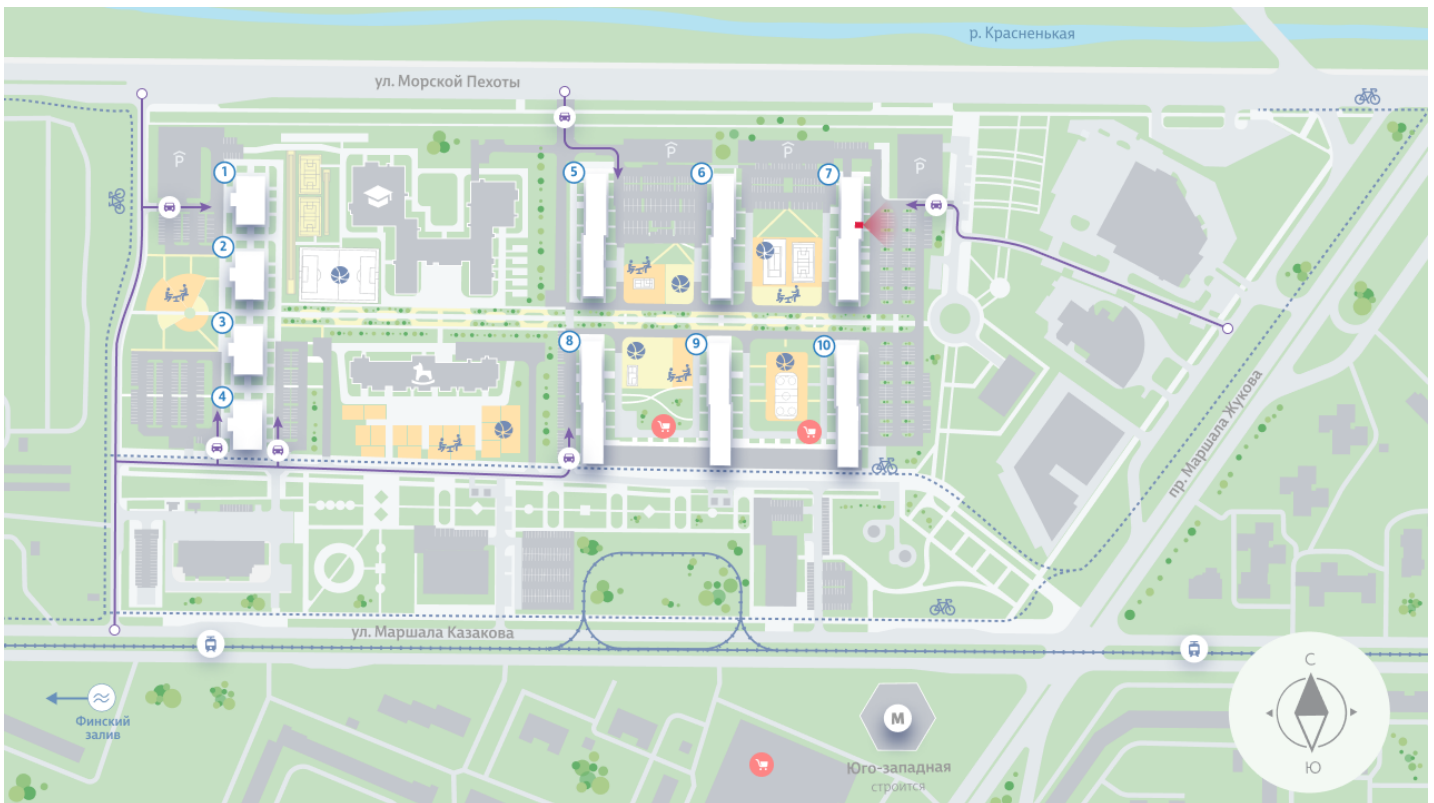 р. Красненькая
ул. Морской Пехоты
P
P
P
P
1
5
6
7
2
3
8
9
10
4
пр. Маршала Жукова
ул. Маршала Казакова
С
Финский
залив
М
Юго-западная
строится
Ю